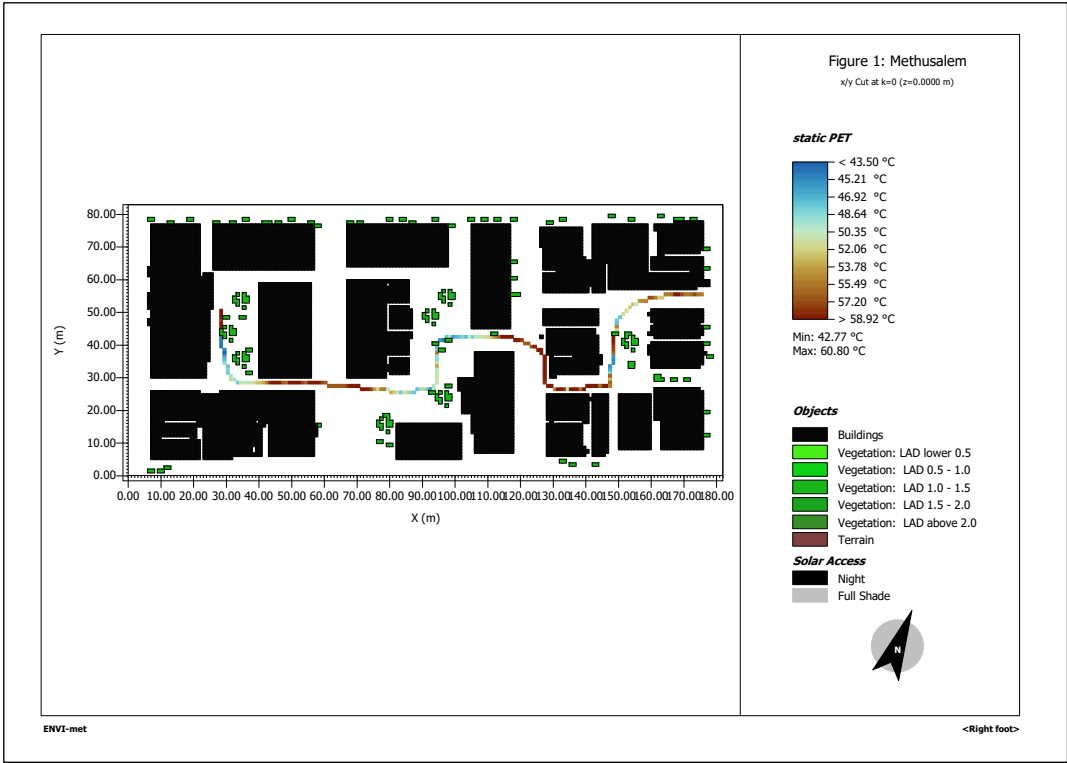 Figure 1: Methusalem
x/y Cut at k=0 (z=0.0000 m)
static PET
< 43.50 °C
45.21 °C
46.92 °C
48.64 °C
50.35 °C
52.06 °C
53.78 °C
55.49 °C
57.20 °C
> 58.92 °C
Min: 42.77 °C
Max: 60.80 °C
Objects
Buildings
Vegetation: LAD lower 0.5
Vegetation: LAD 0.5 - 1.0
Vegetation: LAD 1.0 - 1.5
Vegetation: LAD 1.5 - 2.0
Vegetation: LAD above 2.0
Terrain
Solar Access
Night
Full Shade
N
80.00
70.00
60.00
50.00
40.00
30.00
20.00
10.00
0.00
Y (m)
0.00 10.00 20.00 30.00 40.00 50.00 60.00 70.00 80.00 90.00 100.00 110.00 120.00 130.00 140.00 150.00 160.00 170.00 180.00
X (m)
ENVI-met
<Right foot>